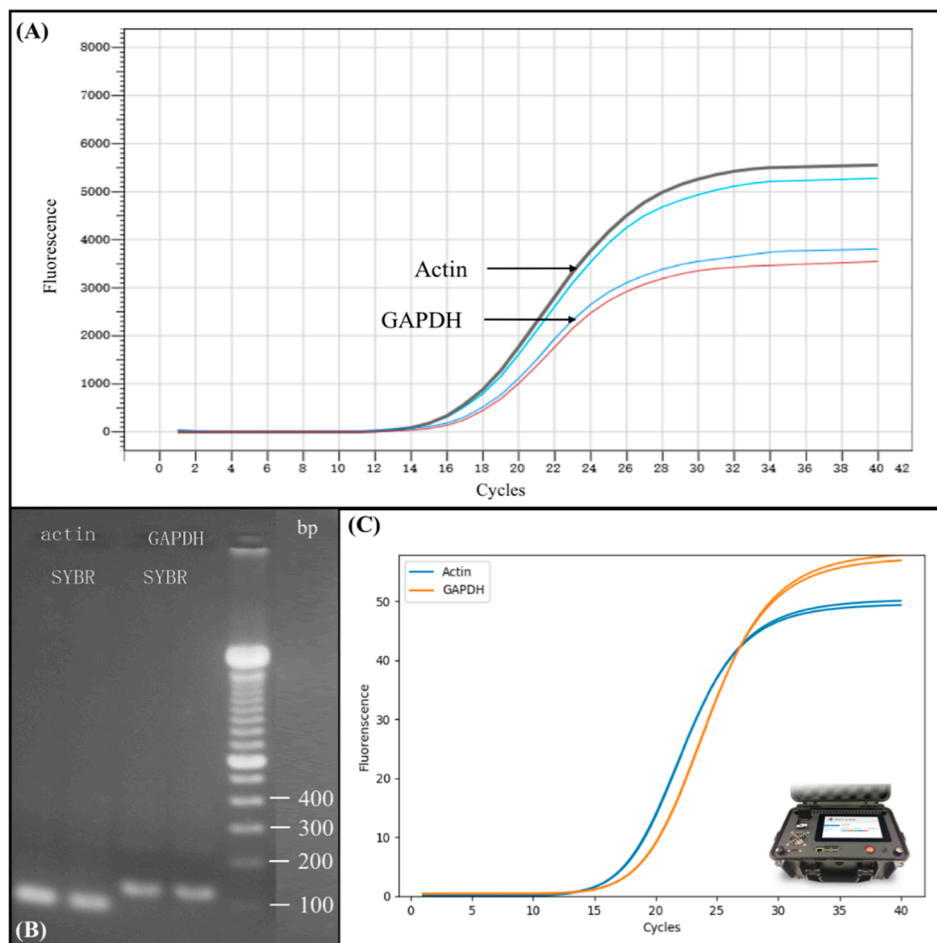 (A)
8000
7000
6000
5000
4000
3000
2000
1000
0
Fluorescence
Actin
GAPDH
0 2 4 6 8 10 12 14 16 18 20 22 24 26 28 30 32 34 36 38 40 42
Cycles
actin GAPDH bp
SYBR SYBR
400
300
200
100
(B)
(C)
Actin
GAPDH
50
40
30
20
10
0
Fluorenscence
0 5 10 15 20 25 30 35 40
Cycles